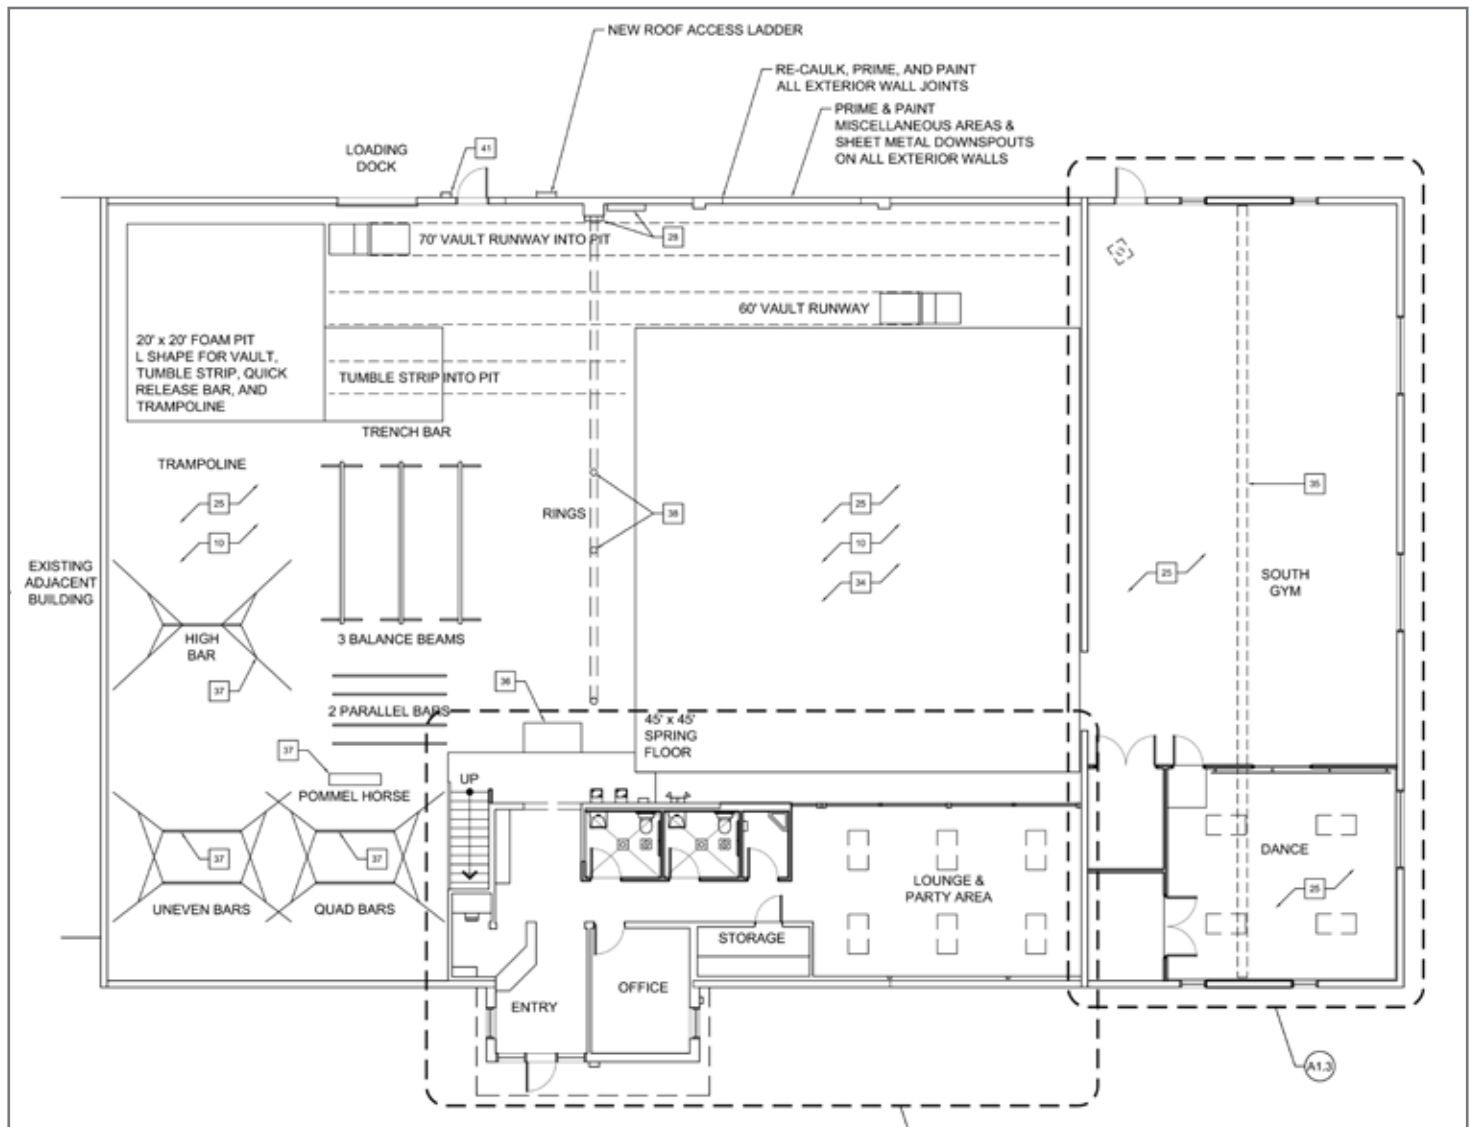 NEW ROOF ACCESS LADDER
RE-CAULK, PRIME, AND PAINT
ALL EXTERIOR WALL JOINTS
PRIME & PAINT
MISCELLANEOUS AREAS &
SHEET METAL DOWNSPOUTS
ON ALL EXTERIOR WALLS
LOADING
DOCK
41
28
70' VAULT RUNWAY INTO PIT
60' VAULT RUNWAY
20' x 20' FOAM PIT
L SHAPE FOR VAULT,
TUMBLE STRIP, QUICK
RELEASE BAR, AND
TRAMPOLINE
TUMBLE STRIP INTO PIT
TRENCH BAR
TRAMPOLINE
25
10
RINGS
38
25
10
34
35
25
SOUTH
GYM
EXISTING
ADJACENT
BUILDING
HIGH
BAR
37
3 BALANCE BEAMS
2 PARALLEL BARS
45' x 45'
SPRING
FLOOR
37
POMMEL HORSE
UP
37
37
UNEVEN BARS
QUAD BARS
LOUNGE &
PARTY AREA
DANCE
25
STORAGE
OFFICE
ENTRY
A1.3